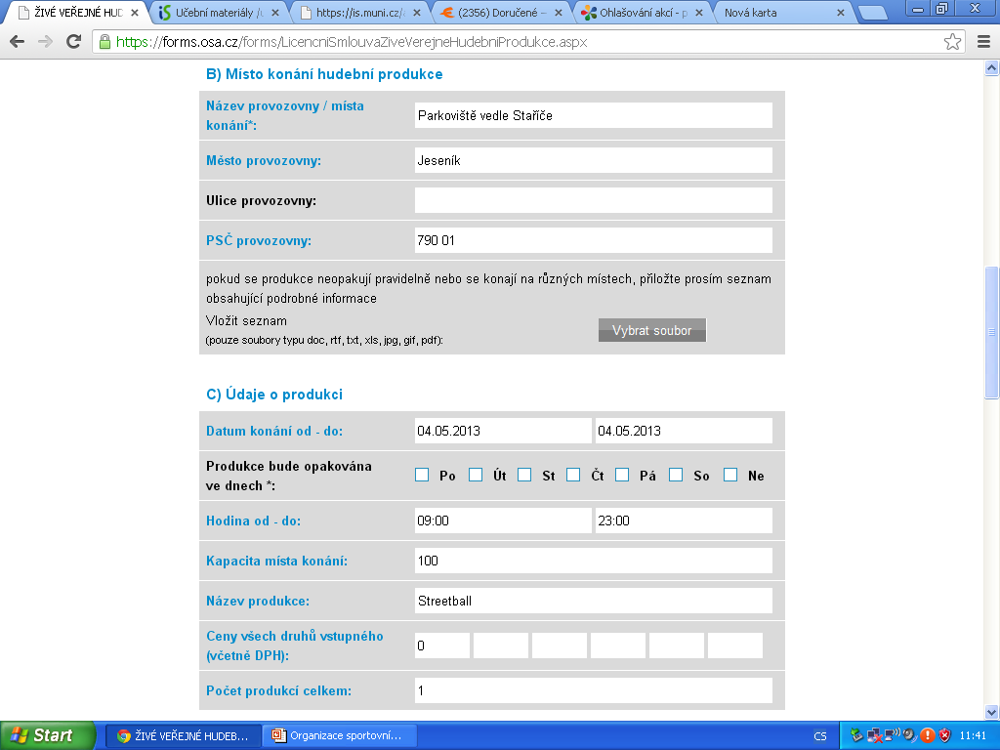 ŽIVÉ VEŘEJNÉ HUD
Učební materiály /u
https://is.muni.cz/a
(2356) Doručené –
Ohlašování akcí - p
Nová karta
https://forms.osa.cz/forms/LicencniSmlouvaZiveVerejneHudebniProdukce.aspx
B) Místo konání hudební produkce
Název provozovny / místa
konání*:
Parkoviště vedle Staříče
Město provozovny:
Jeseník
Ulice provozovny:
PSČ provozovny:
790 01
pokud se produkce neopakují pravidelně nebo se konají na různých místech, přiložte prosím seznam
obsahující podrobné informace
Vložit seznam
(pouze soubory typu doc, rtf, txt, xls, jpg, gif, pdf):
Vybrat soubor
C) Údaje o produkci
Datum konání od - do:
04.05.2013 04.05.2013
Produkce bude opakována
ve dnech *:
Po Út St Čt Pá So Ne
Hodina od - do:
09:00 23:00
Kapacita místa konání:
100
Název produkce:
Streetball
Ceny všech druhů vstupného
(včetně DPH):
0
Počet produkcí celkem:
1
Start
ŽIVÉ VEŘEJNÉ HUDEB...
Organizace sportovní...
CS
11:41